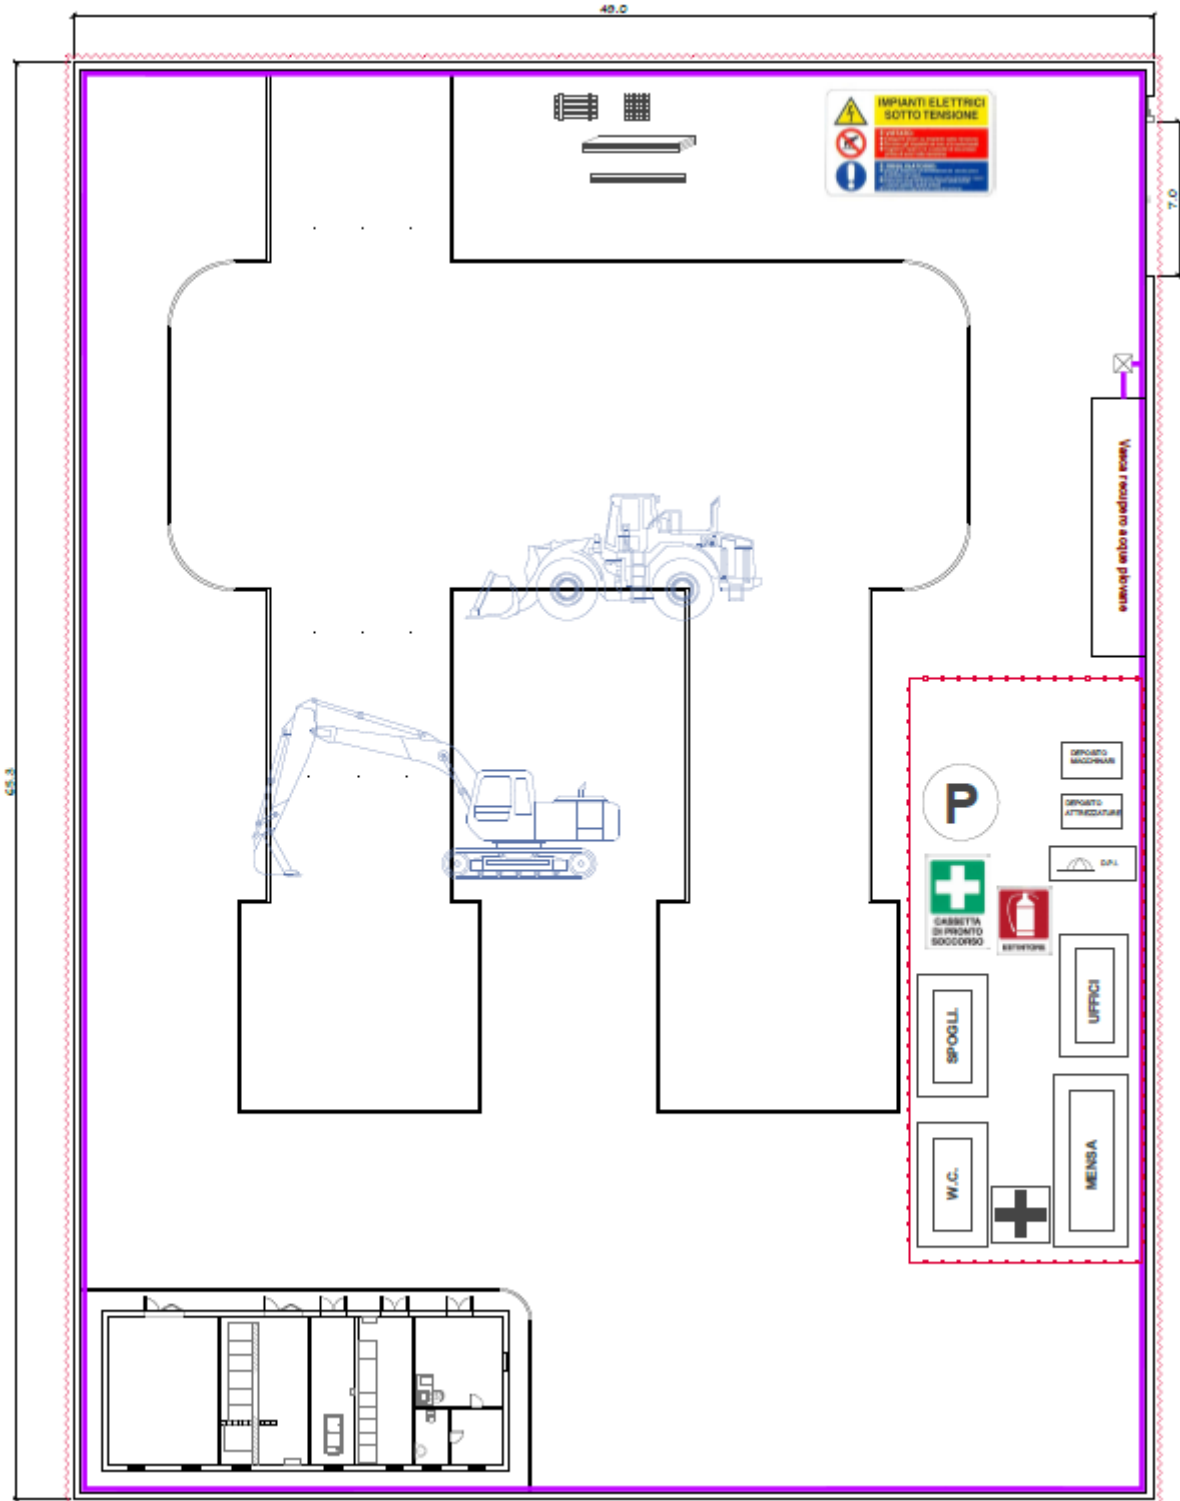 49.0
IMPIANTI ELETTRICI
SOTTO TENSIONE
7.0
65.3
Vasca recupero acque piovane
DEPOSITO
MACCHINARI
DEPOSITO
ATTREZZATURE
P
D.P.I.
CASSETTA
DI PRONTO
SOCCORSO
ESTINTORE
UFFICI
SPOGLI.
MENSA
W.C.